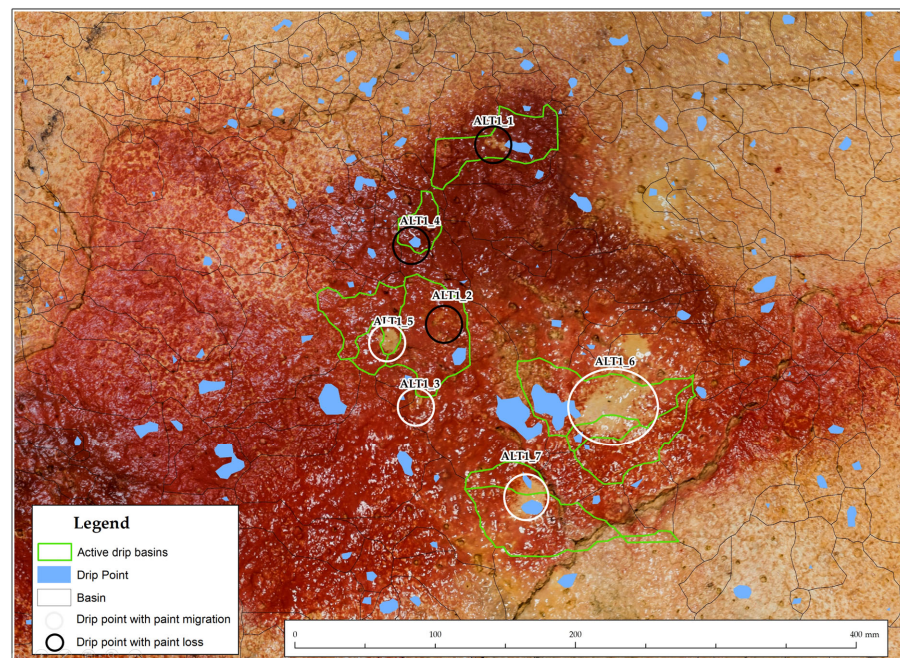 ALT1_1
ALT1_4
ALT1_2
ALT1_5
ALT1_6
ALT1_3
ALT1_7
Legend
Active drip basins
Drip Point
Basin
Drip point with paint migration
Drip point with paint loss
0 100 200 400 mm